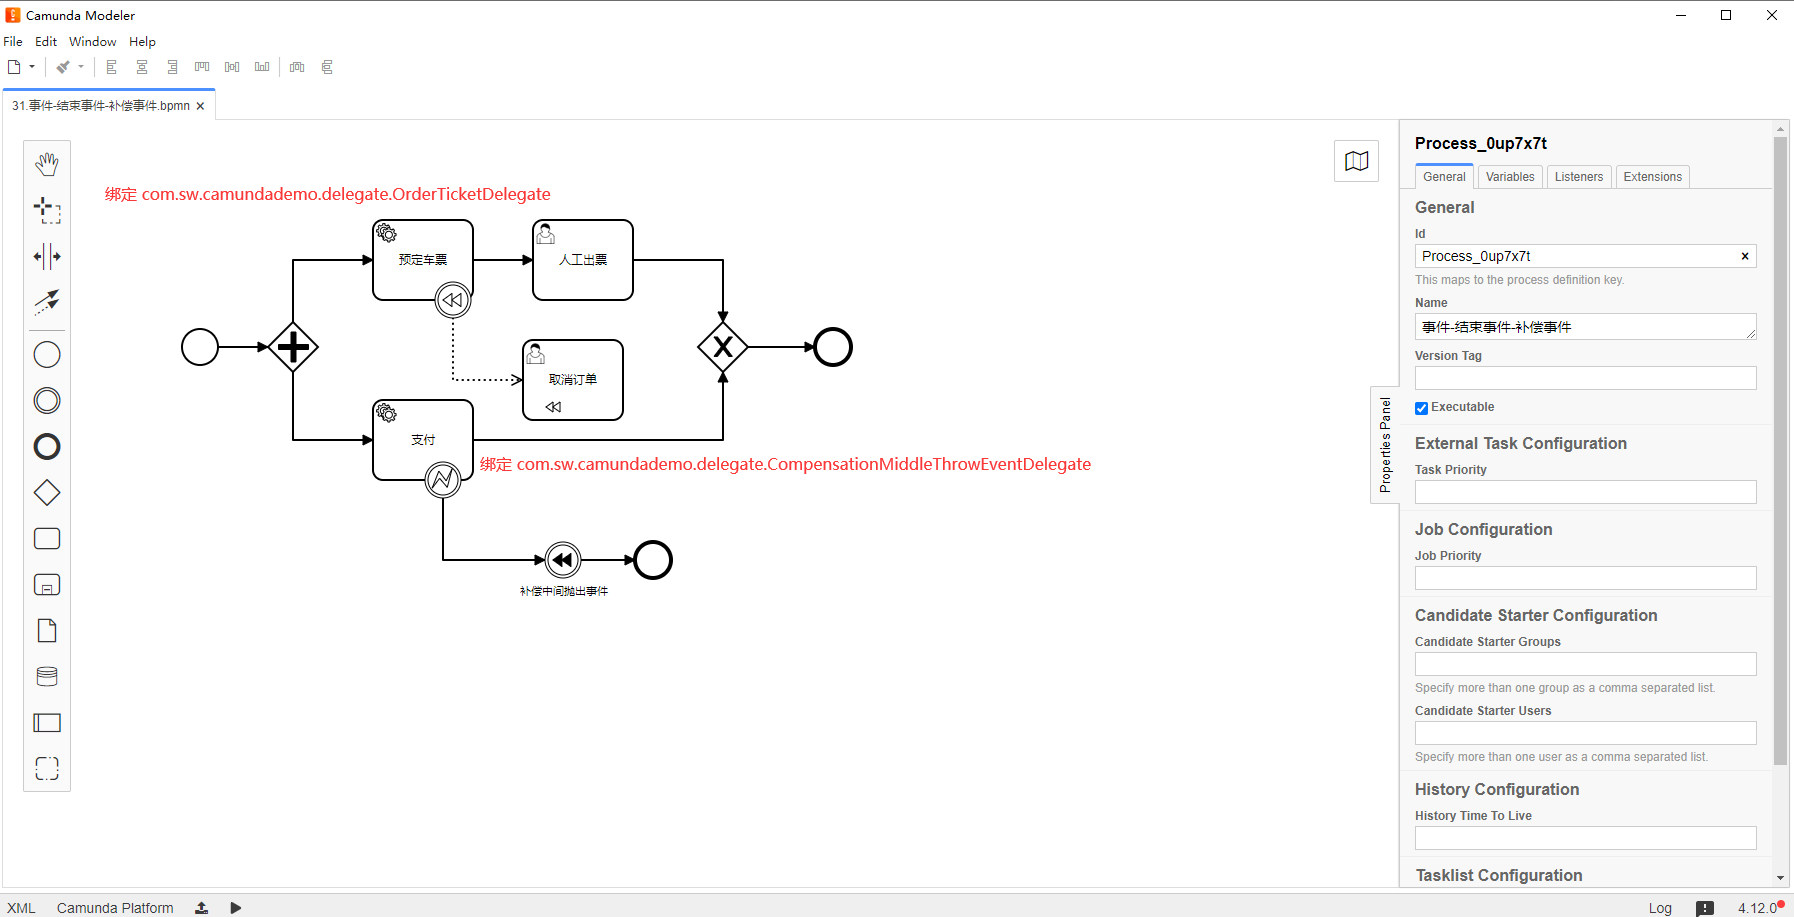 Camunda Modeler
File Edit Window Help
31.事件-结束事件-补偿事件.bpmn ×
绑定 com.sw.camundademo.delegate.OrderTicketDelegate
预定车票
人工出票
取消订单
支付
绑定 com.sw.camundademo.delegate.CompensationMiddleThrowEventDelegate
补偿中间抛出事件
Properties Panel
Process_0up7x7t
General Variables Listeners Extensions
General
Id
Process_0up7x7t ×
This maps to the process definition key.
Name
事件-结束事件-补偿事件
Version Tag
Executable
External Task Configuration
Task Priority
Job Configuration
Job Priority
Candidate Starter Configuration
Candidate Starter Groups
Specify more than one group as a comma separated list.
Candidate Starter Users
Specify more than one user as a comma separated list.
History Configuration
History Time To Live
Tasklist Configuration
XML Camunda Platform
Log 4.12.0